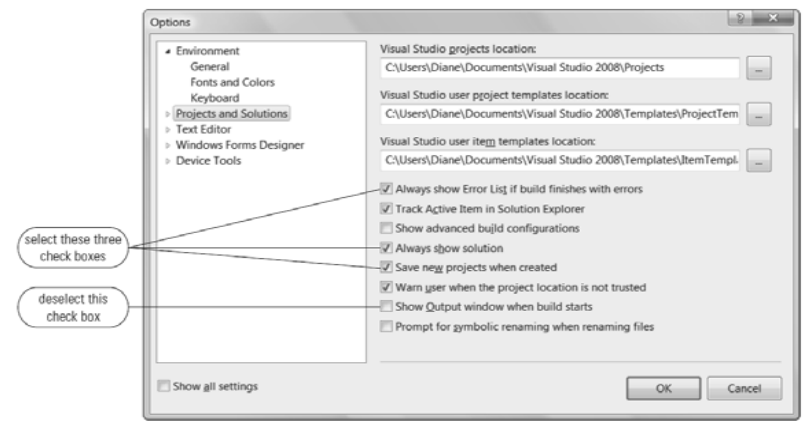 Options
Environment
General
Fonts and Colors
Keyboard
Projects and Solutions
Text Editor
Windows Forms Designer
Device Tools
Visual Studio projects location:
C:\Users\Diane\Documents\Visual Studio 2008\Projects
...
Visual Studio user project templates location:
C:\Users\Diane\Documents\Visual Studio 2008\Templates\ProjectTem
...
Visual Studio user item templates location:
C:\Users\Diane\Documents\Visual Studio 2008\Templates\ItemTempl
...
Always show Error List if build finishes with errors
Track Active Item in Solution Explorer
Show advanced build configurations
Always show solution
Save new projects when created
Warn user when the project location is not trusted
Show Output window when build starts
Prompt for symbolic renaming when renaming files
select these three
check boxes
deselect this
check box
Show all settings
OK
Cancel